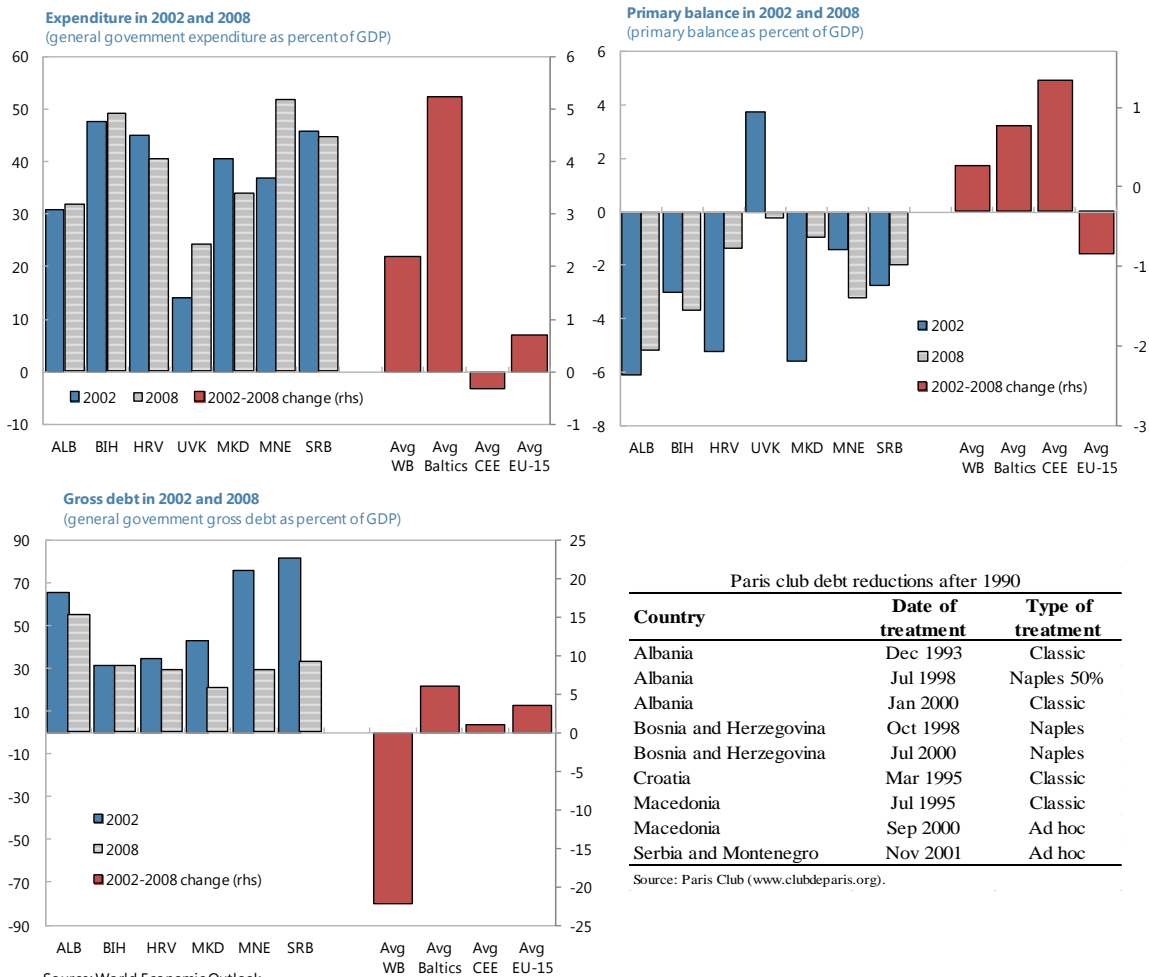 Expenditure in 2002 and 2008
(general government expenditure as percent of GDP)
60
50
40
30
20
10
0
-10
6
5
4
3
2
1
0
-1
2002
2008
2002-2008 change (rhs)
ALB
BIH
HRV
UVK
MKD
MNE
SRB
Avg WB
Avg Baltics
Avg CEE
Avg EU-15
Primary balance in 2002 and 2008
(primary balance as percent of GDP)
6
4
2
0
-2
-4
-6
-8
1
0
-1
-2
-3
2002
2008
2002-2008 change (rhs)
ALB
BIH
HRV
UVK
MKD
MNE
SRB
Avg WB
Avg Baltics
Avg CEE
Avg EU-15
Gross debt in 2002 and 2008
(general government gross debt as percent of GDP)
90
70
50
30
10
-10
-30
-50
-70
-90
25
20
15
10
5
0
-5
-10
-15
-20
-25
2002
2008
2002-2008 change (rhs)
ALB
BIH
HRV
MKD
MNE
SRB
Avg WB
Avg Baltics
Avg CEE
Avg EU-15
Source: World Economic Outlook
Paris club debt reductions after 1990
Country Date of treatment Type of treatment
Albania Dec 1993 Classic
Albania Jul 1998 Naples 50%
Albania Jan 2000 Classic
Bosnia and Herzegovina Oct 1998 Naples
Bosnia and Herzegovina Jul 2000 Naples
Croatia Mar 1995 Classic
Macedonia Jul 1995 Classic
Macedonia Sep 2000 Ad hoc
Serbia and Montenegro Nov 2001 Ad hoc
Source: Paris Club (www.clubdeparis.org).